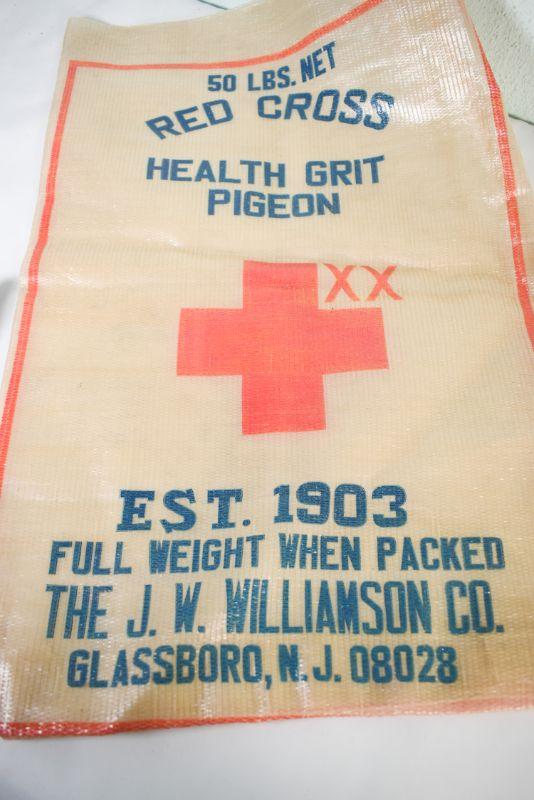 50 LBS. NET
RED CROSS
HEALTH GRIT
PIGEON
XX
EST. 1903
FULL WEIGHT WHEN PACKED
THE J. W. WILLIAMSON CO.
GLASSBORO, N.J. 08028